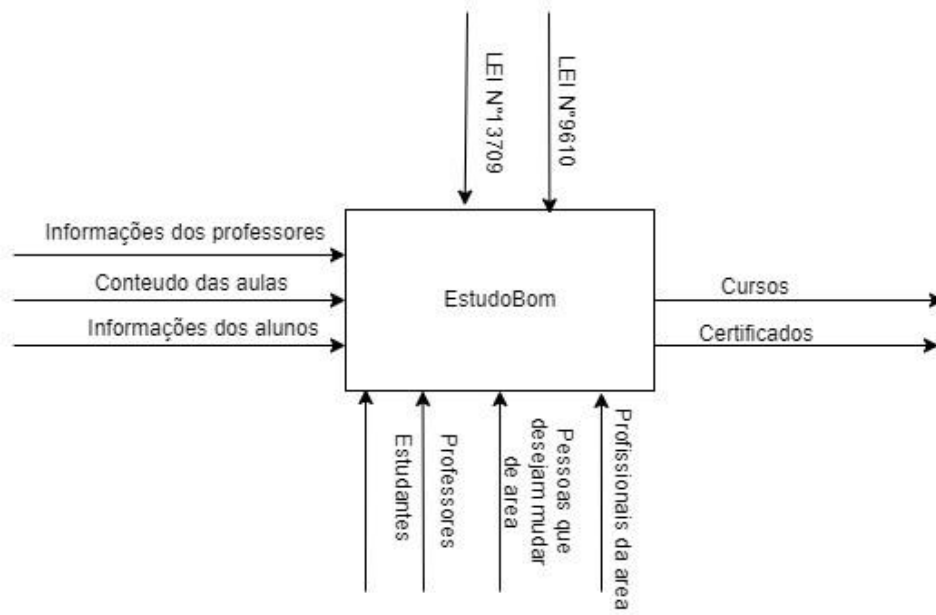 LEI N°13709
LEI N°9610
Informações dos professores
Conteudo das aulas
Informações dos alunos
EstudoBom
Cursos
Certificados
Estudantes
Professores
Pessoas que
desejam mudar
de area
Profissionais da area